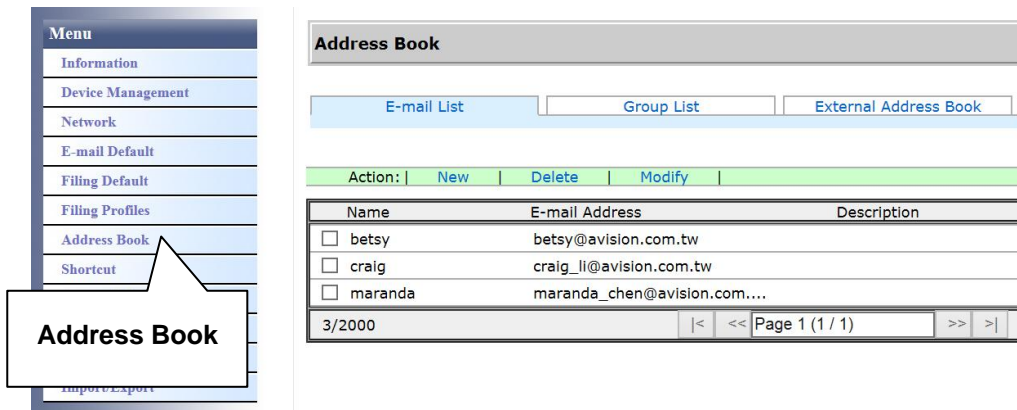 Menu
Information
Device Management
Network
E-mail Default
Filing Default
Filing Profiles
Address Book
Shortcut
Address Book
Import/Export
Address Book
E-mail List Group List External Address Book
Action: | New | Delete | Modify |
Name E-mail Address Description
betsy betsy@avision.com.tw
craig craig_li@avision.com.tw
maranda maranda_chen@avision.com....
3/2000 |< << Page 1 (1 / 1) >> >|